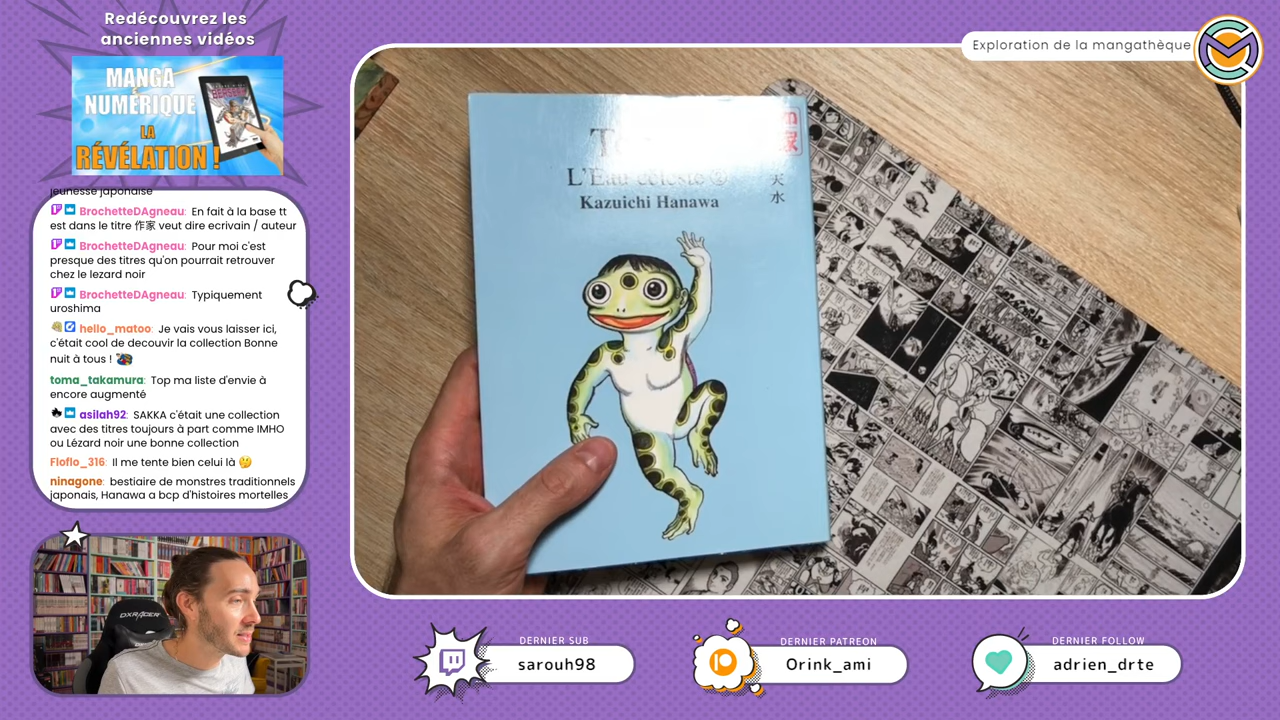 Redécouvrez les
anciennes vidéos
MANGA
NUMÉRIQUE
LA
RÉVÉLATION !
jeunesse japonaise
BrochetteDAgneau: En fait à la base tt
est dans le titre 作家 veut dire ecrivain / auteur
BrochetteDAgneau: Pour moi c'est
presque des titres qu'on pourrait retrouver
chez le lezard noir
BrochetteDAgneau: Typiquement
uroshima
hello_matoo: Je vais vous laisser ici,
c'était cool de decouvir la collection Bonne
nuit à tous !
toma_takamura: Top ma liste d'envie à
encore augmenté
asilah92: SAKKA c'était une collection
avec des titres toujours à part comme IMHO
ou Lézard noir une bonne collection
Floflo_316: Il me tente bien celui là
ninagone: bestiaire de monstres traditionnels
japonais, Hanawa a bcp d'histoires mortelles
DXRACER
Exploration de la mangathèque
L'Eau céleste
Kazuichi Hanawa
家
天水
DERNIER SUB
sarouh98
DERNIER PATREON
Orink_ami
DERNIER FOLLOW
adrien_drte